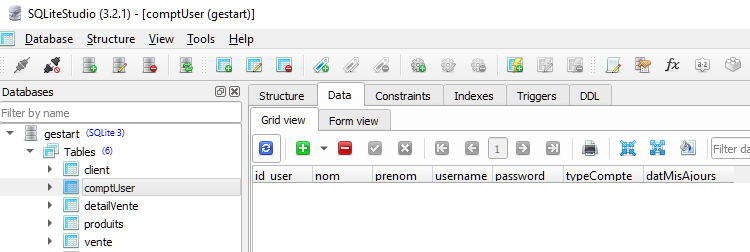 SQLiteStudio (3.2.1) - [comptUser (gestart)]
Database Structure View Tools Help
Databases
Filter by name
gestart (SQLite 3)
Tables (6)
client
comptUser
detailVente
produits
vente
Structure Data Constraints Indexes Triggers DDL
Grid view Form view
1 Filter da
id_user nom prenom username password typeCompte datMisAjours